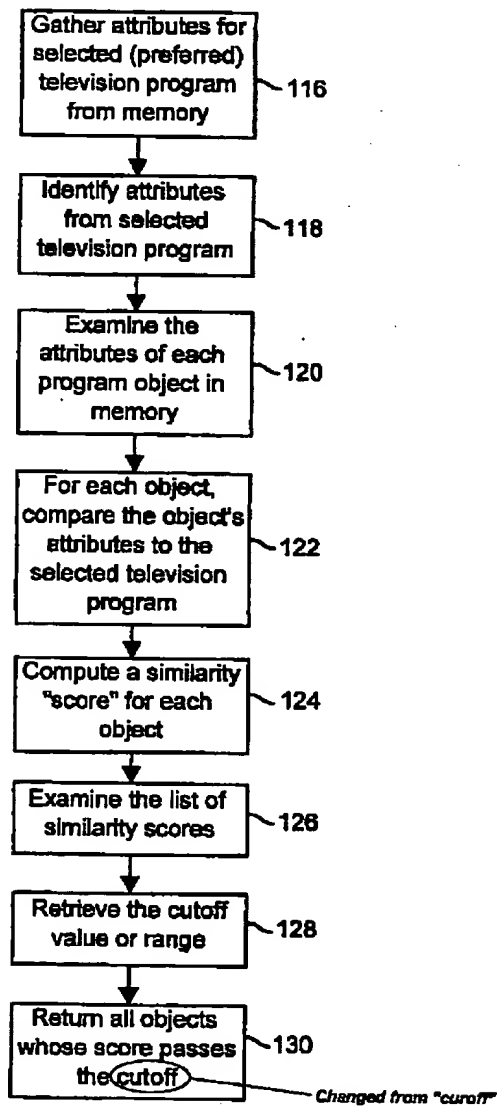 Gather attributes for
selected (preferred)
television program
from memory
116
Identify attributes
from selected
television program
118
Examine the
attributes of each
program object in
memory
120
For each object,
compare the object's
attributes to the
selected television
program
122
Compute a similarity
"score" for each
object
124
Examine the list of
similarity scores
126
Retrieve the cutoff
value or range
128
Return all objects
whose score passes
the cutoff
130
Changed from "curoff"